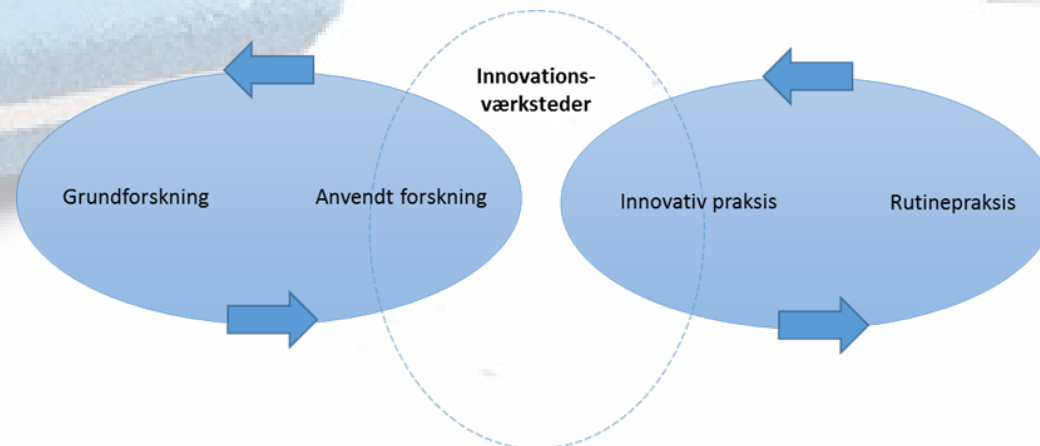 Innovations-
værksteder
Grundforskning
Anvendt forskning
Innovativ praksis
Rutinepraksis